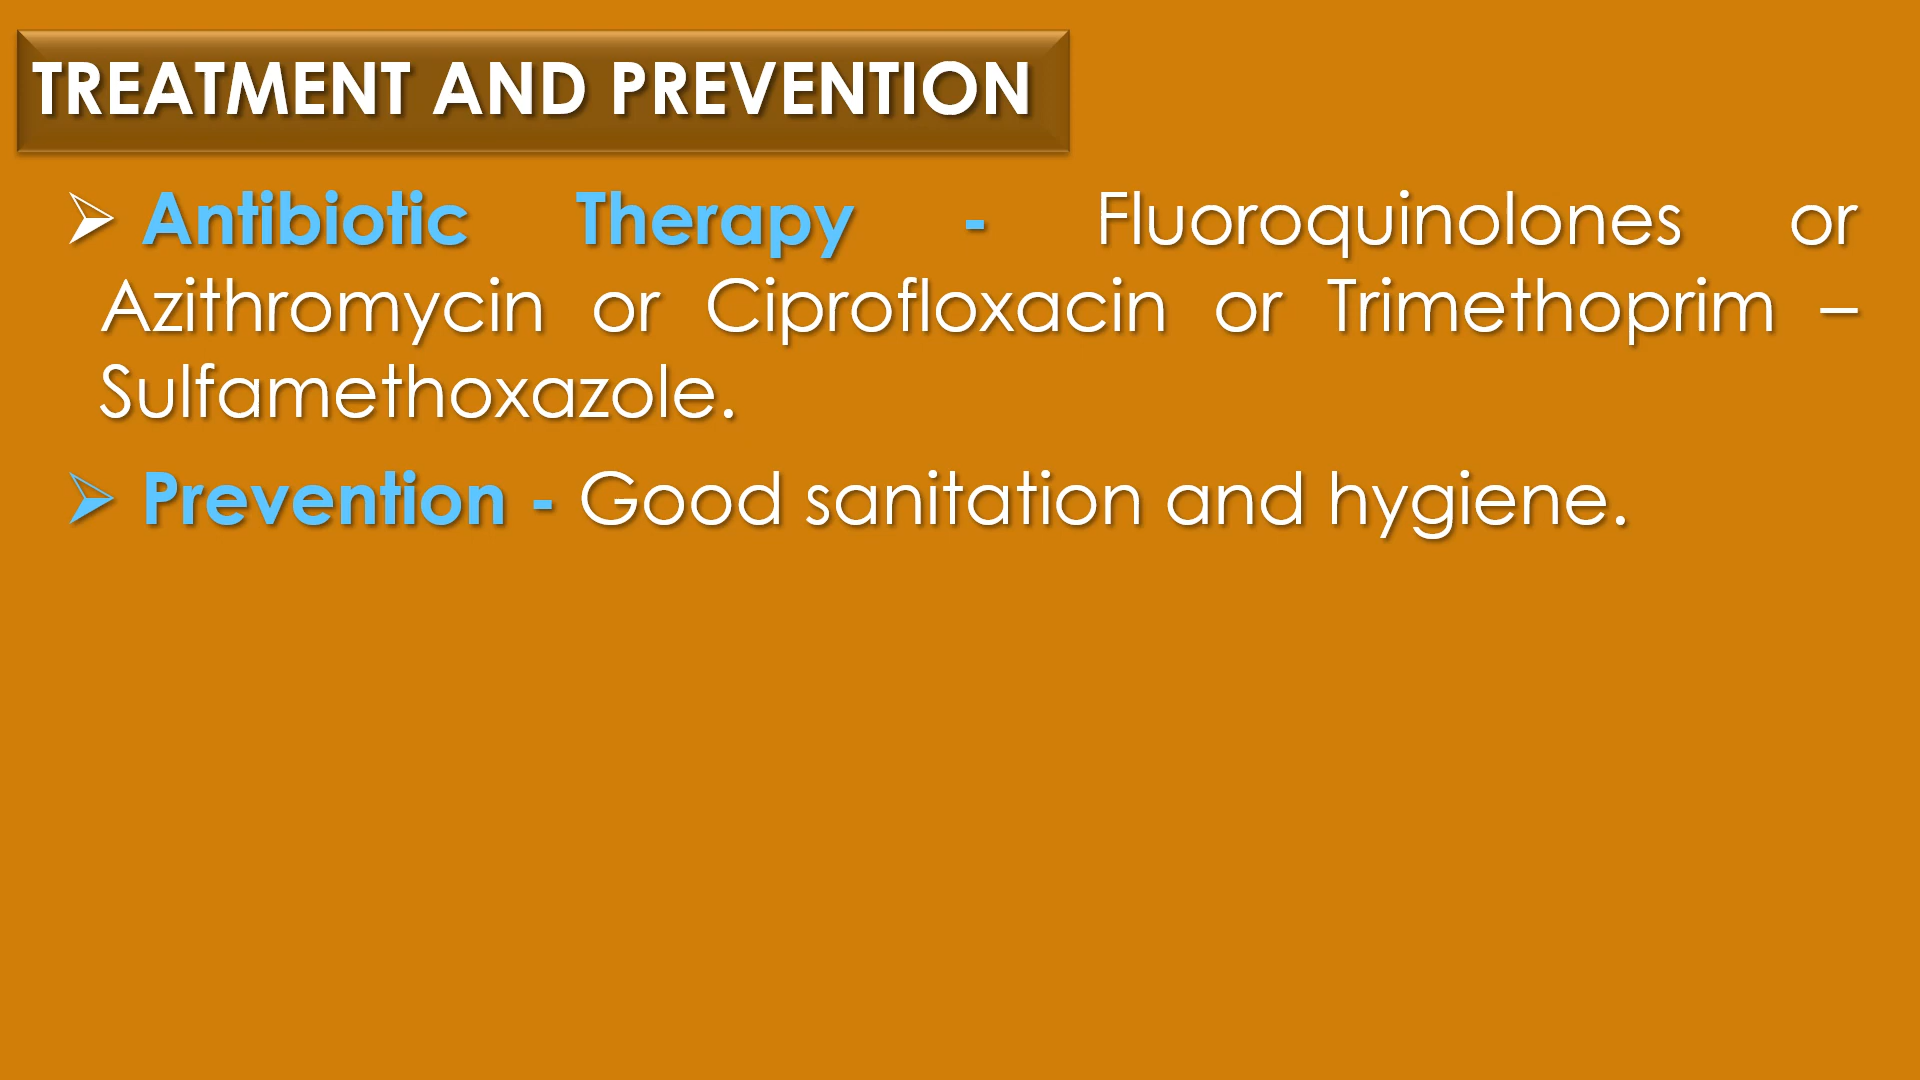 TREATMENT AND PREVENTION
➢ Antibiotic Therapy - Fluoroquinolones or
Azithromycin or Ciprofloxacin or Trimethoprim –
Sulfamethoxazole.
➢ Prevention - Good sanitation and hygiene.